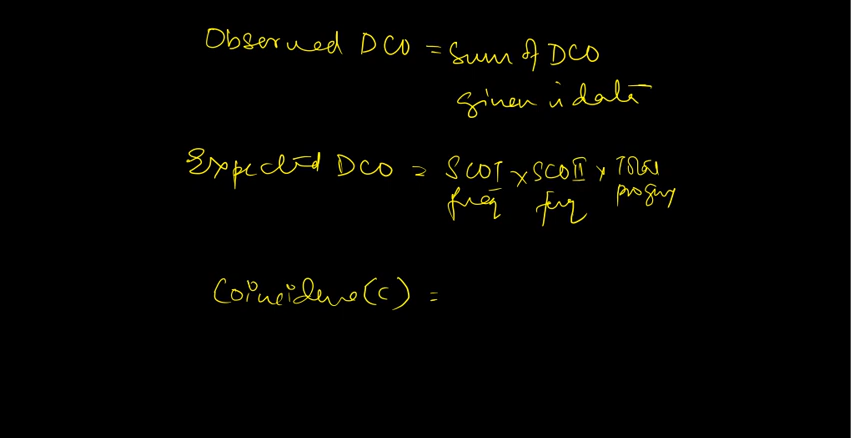 Observed DCO = Sum of DCO
given in data
Expected DCO = SCO I × SCO II × Total
freq freq progeny
Coincidence (C) =